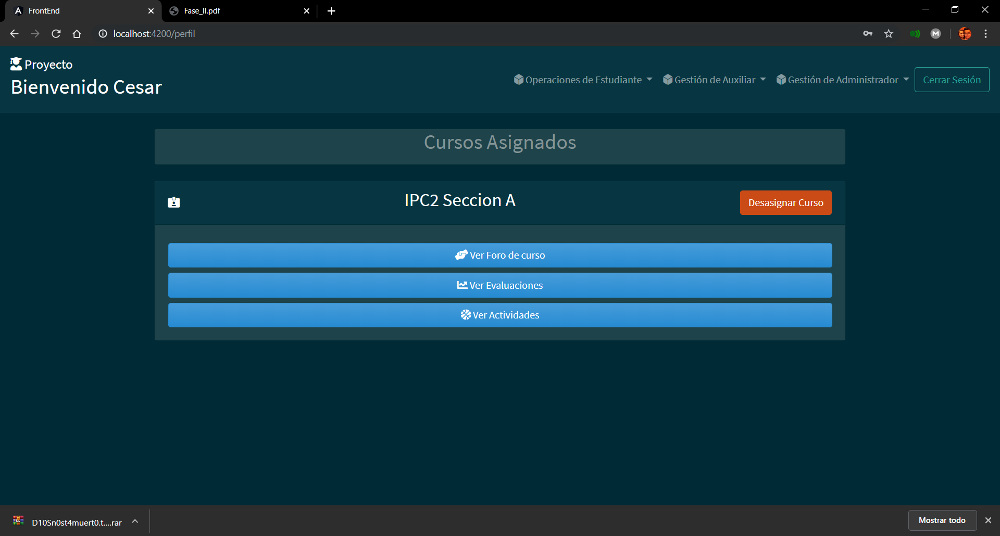 FrontEnd
Fase_II.pdf
localhost:4200/perfil
M
Proyecto
Bienvenido Cesar
Operaciones de Estudiante
Gestión de Auxiliar
Gestión de Administrador
Cerrar Sesión
Cursos Asignados
IPC2 Seccion A
Desasignar Curso
Ver Foro de curso
Ver Evaluaciones
Ver Actividades
D10Sn0st4muert0.t....rar
Mostrar todo